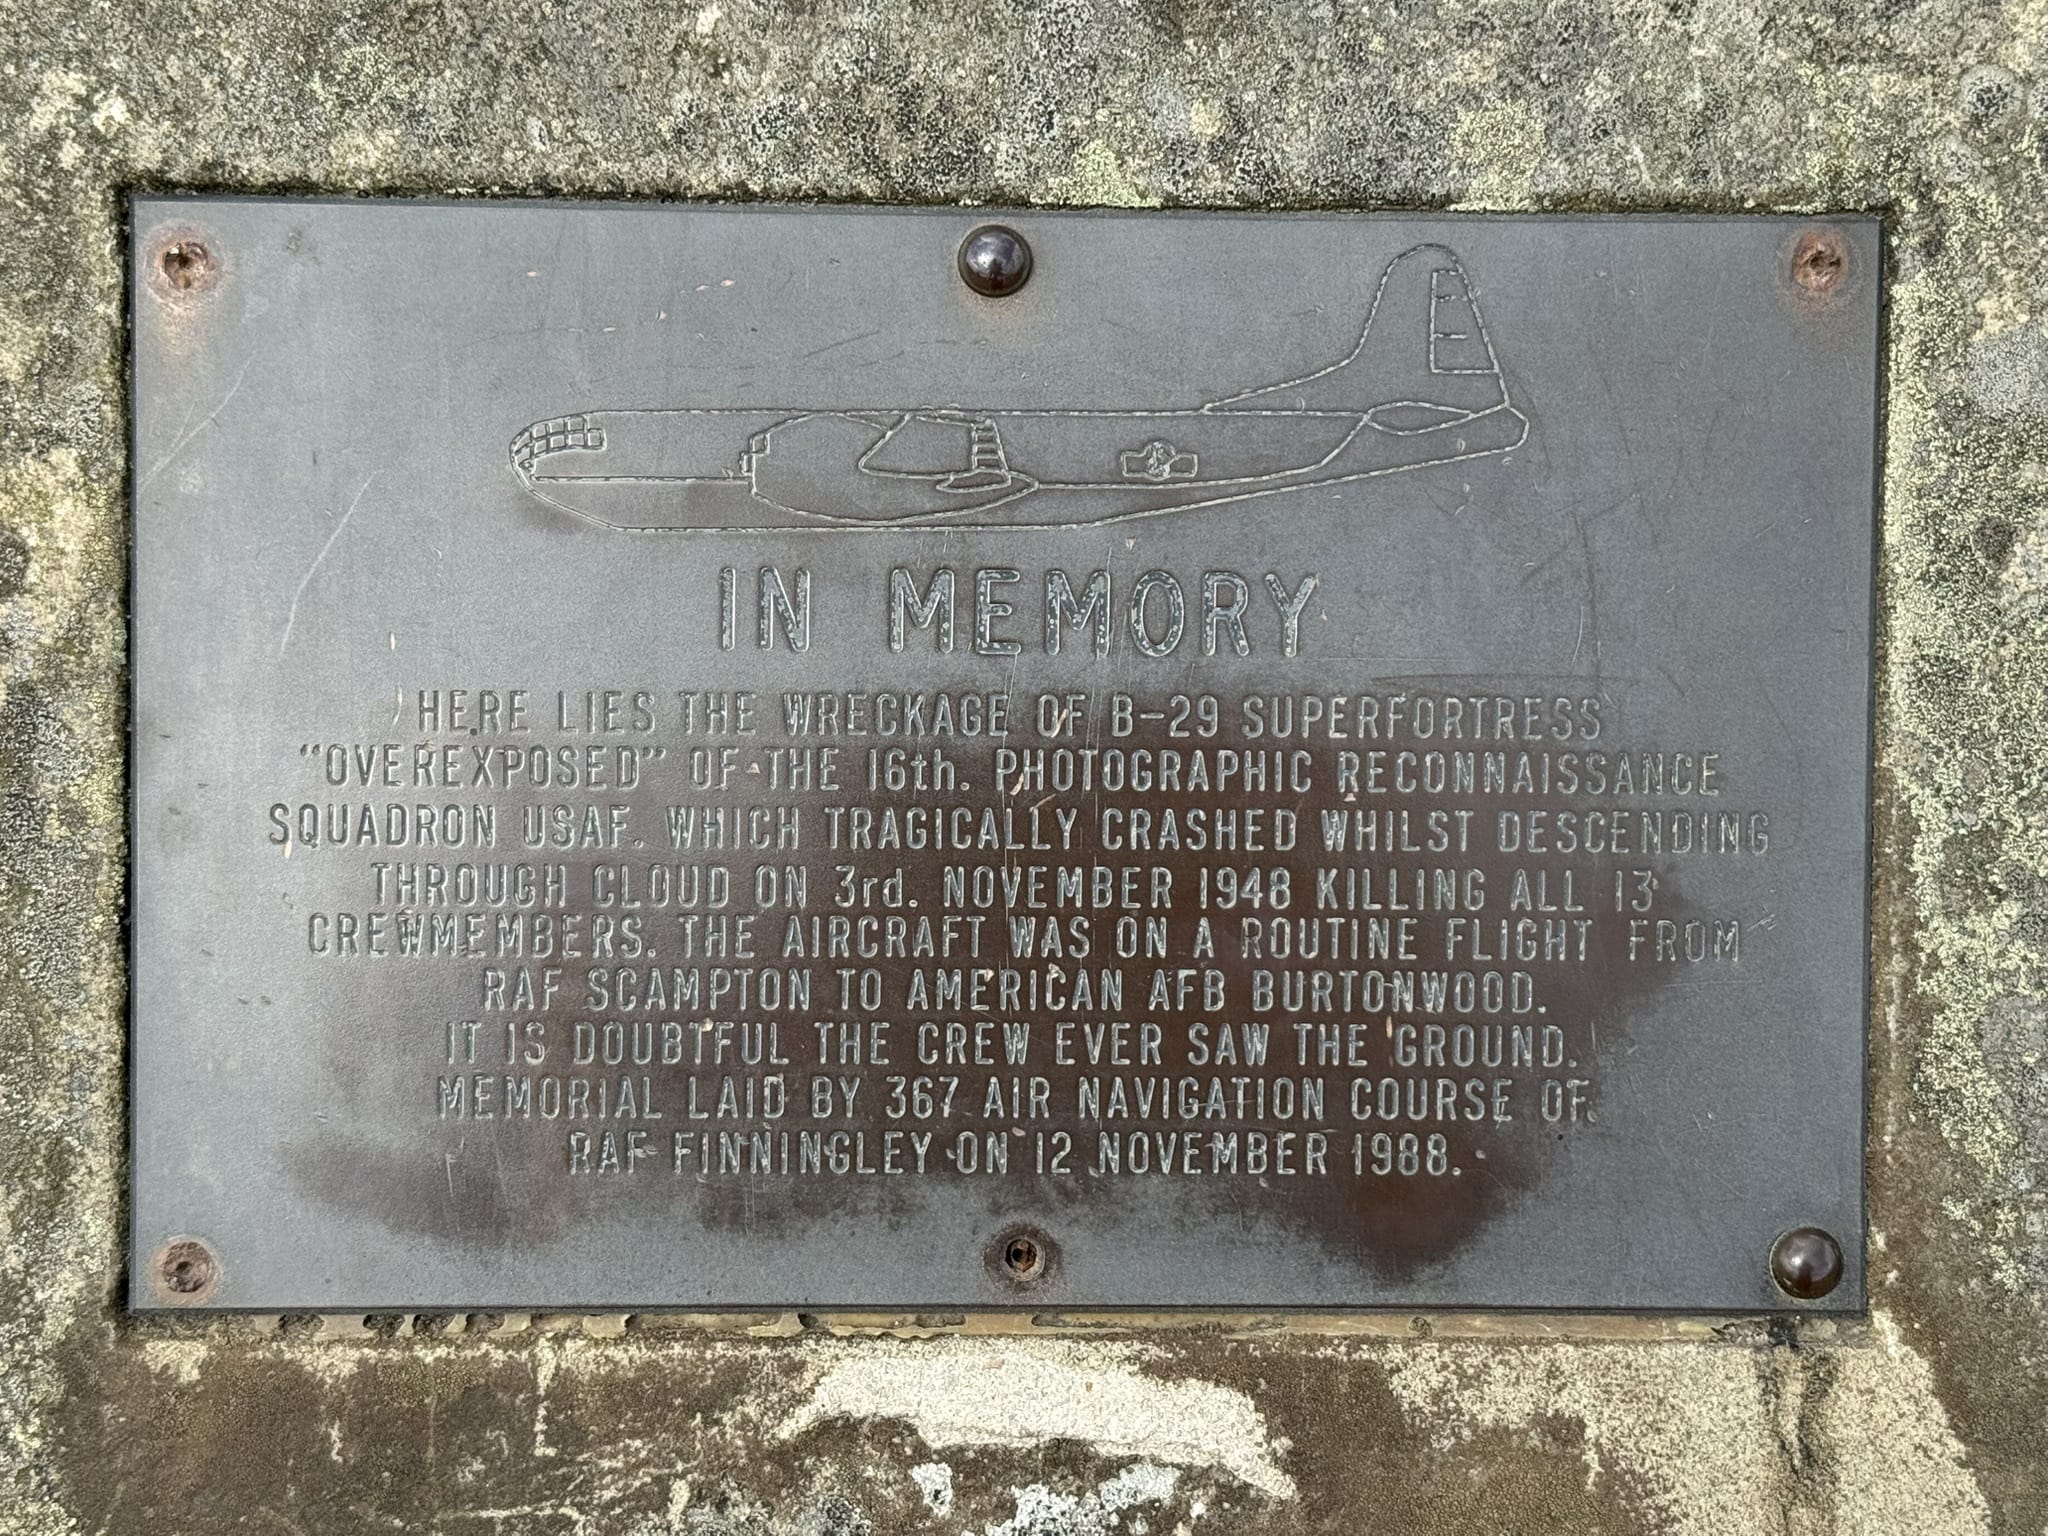 IN MEMORY
HERE LIES THE WRECKAGE OF B-29 SUPERFORTRESS
"OVEREXPOSED" OF THE 16th. PHOTOGRAPHIC RECONNAISSANCE
SQUADRON USAF. WHICH TRAGICALLY CRASHED WHILST DESCENDING
THROUGH CLOUD ON 3rd. NOVEMBER 1948 KILLING ALL 13
CREWMEMBERS. THE AIRCRAFT WAS ON A ROUTINE FLIGHT FROM
RAF SCAMPTON TO AMERICAN AFB BURTONWOOD.
IT IS DOUBTFUL THE CREW EVER SAW THE GROUND.
MEMORIAL LAID BY 367 AIR NAVIGATION COURSE OF.
RAF FINNINGLEY ON 12 NOVEMBER 1988.